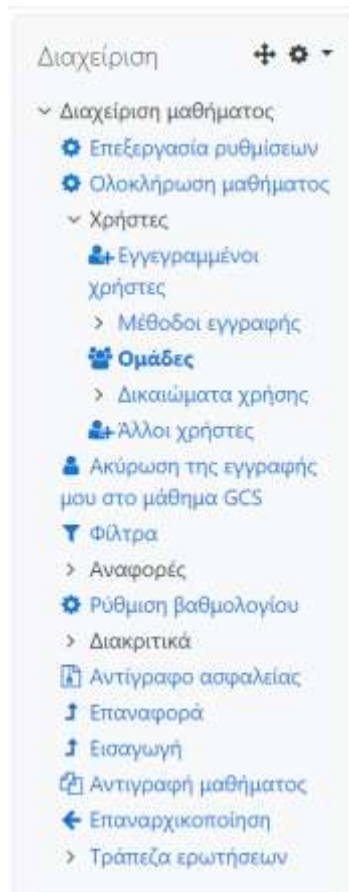 Διαχείριση
Διαχείριση μαθήματος
Επεξεργασία ρυθμίσεων
Ολοκλήρωση μαθήματος
Χρήστες
Εγγεγραμμένοι
χρήστες
Μέθοδοι εγγραφής
Ομάδες
Δικαιώματα χρήσης
Άλλοι χρήστες
Ακύρωση της εγγραφής
μου στο μάθημα GCS
Φίλτρα
Αναφορές
Ρύθμιση βαθμολογίου
Διακριτικά
Αντίγραφο ασφαλείας
Επαναφορά
Εισαγωγή
Αντιγραφή μαθήματος
Επαναρχικοποίηση
Τράπεζα ερωτήσεων